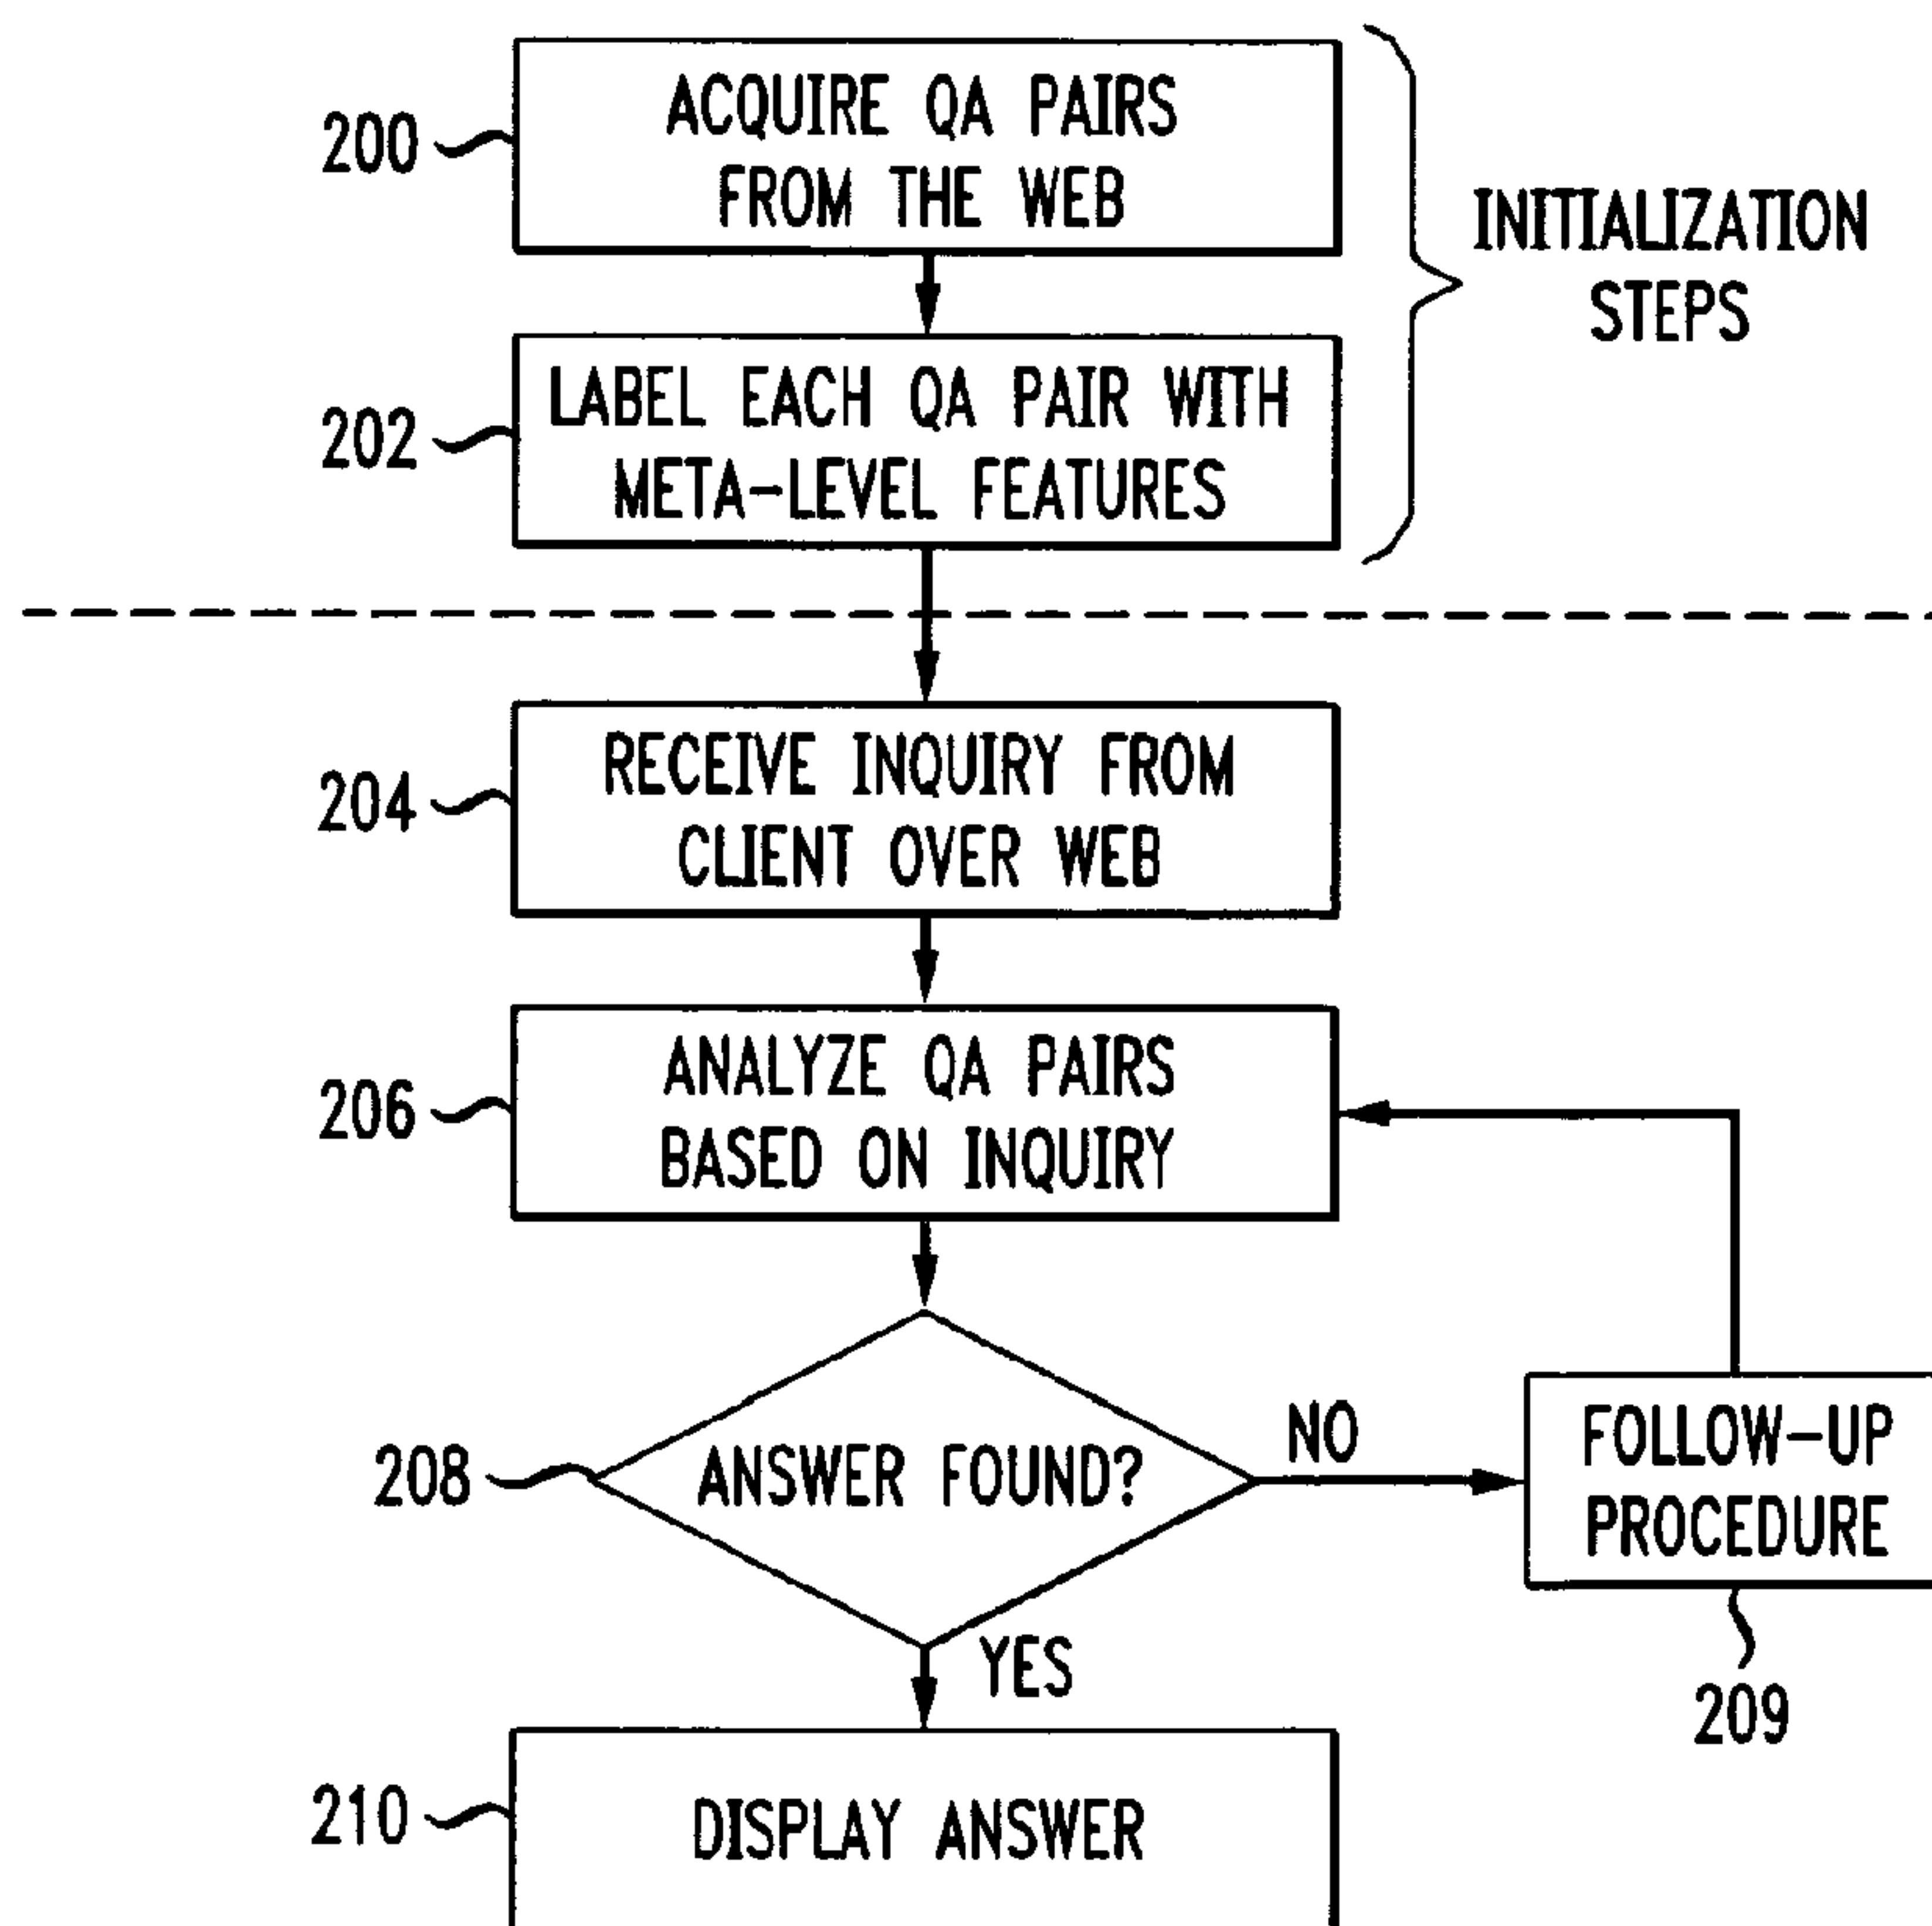 200
ACQUIRE QA PAIRS
FROM THE WEB
INITIALIZATION
STEPS
202
LABEL EACH QA PAIR WITH
META-LEVEL FEATURES
204
RECEIVE INQUIRY FROM
CLIENT OVER WEB
206
ANALYZE QA PAIRS
BASED ON INQUIRY
208
ANSWER FOUND?
NO
FOLLOW-UP
PROCEDURE
209
YES
210
DISPLAY ANSWER